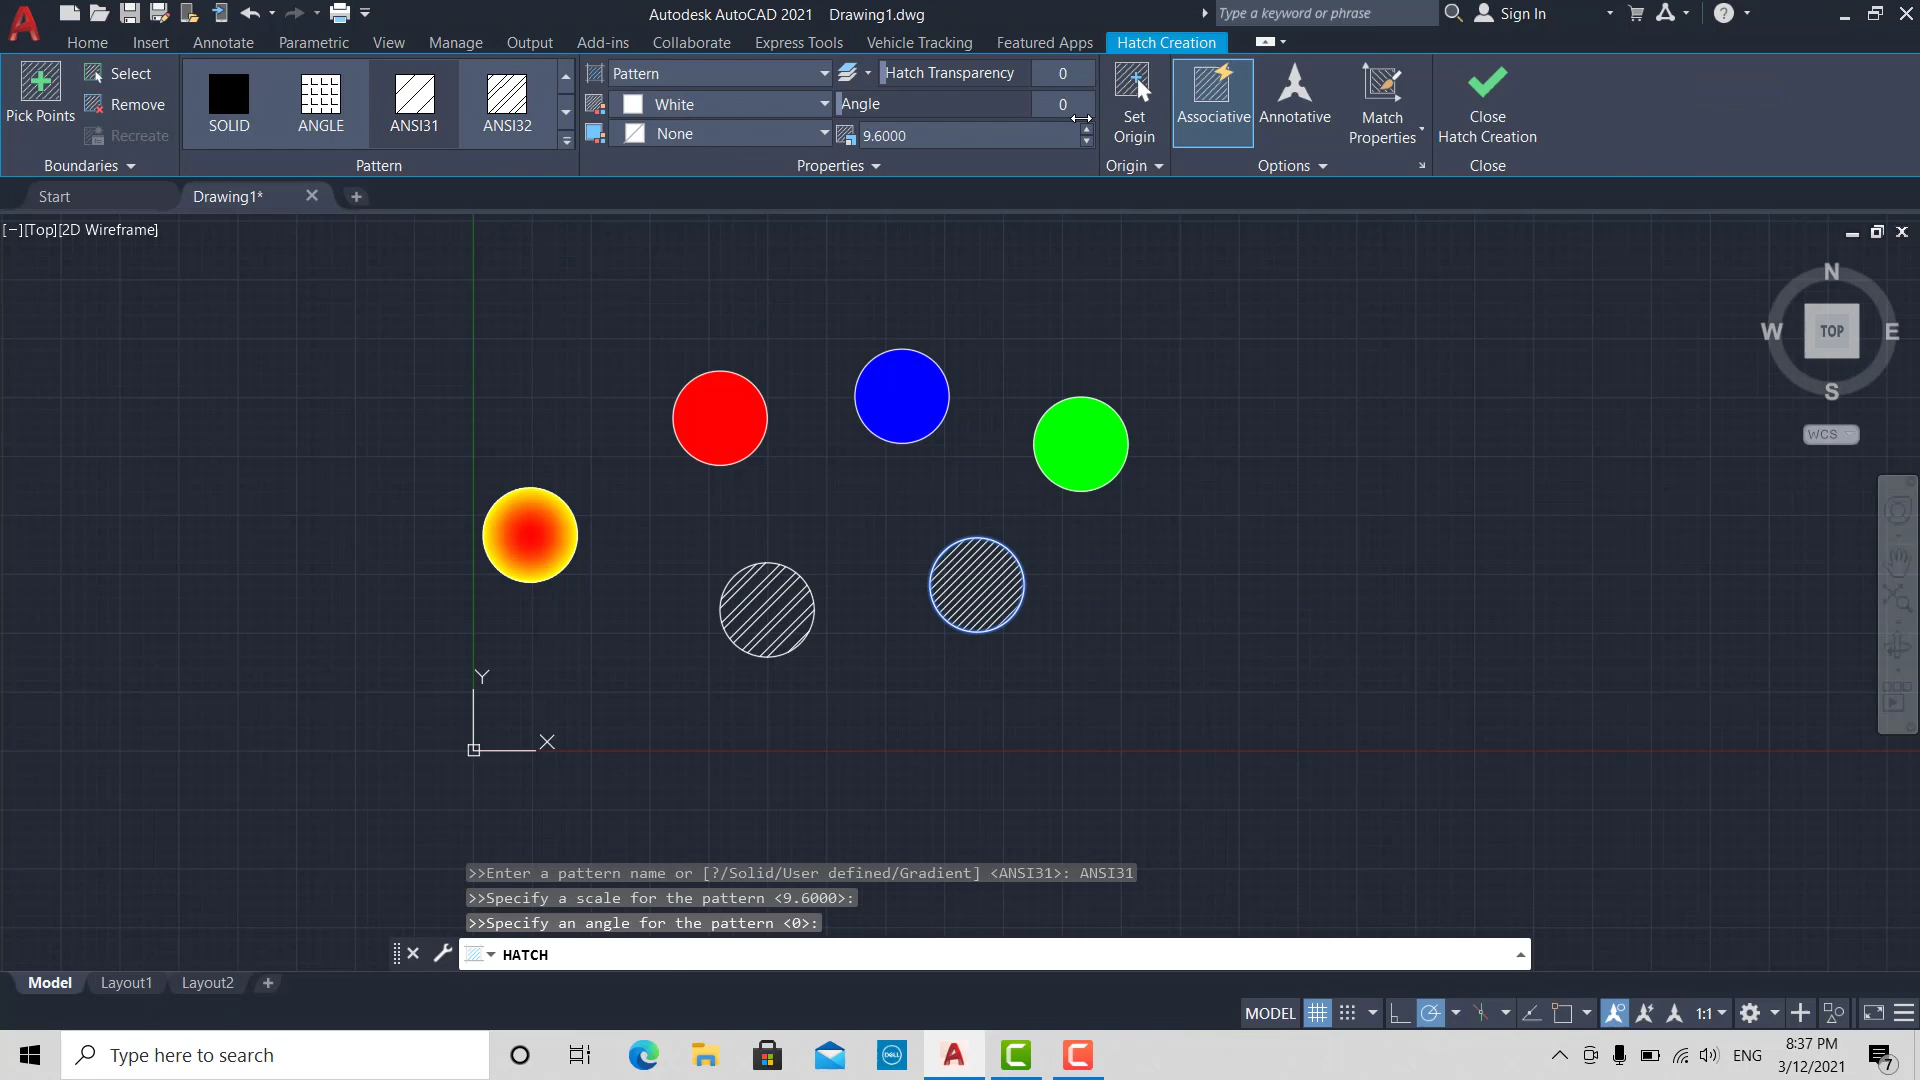 Autodesk AutoCAD 2021 Drawing1.dwg
Type a keyword or phrase
Sign In
Home Insert Annotate Parametric View Manage Output Add-ins Collaborate Express Tools Vehicle Tracking Featured Apps Hatch Creation
Pick Points
Select
Remove
Recreate
Boundaries
SOLID ANGLE ANSI31 ANSI32
Pattern
Pattern
White
None
Hatch Transparency 0
Angle 0
9.6000
Properties
Set
Origin
Origin
Associative
Annotative
Match
Properties
Options
Close
Hatch Creation
Close
Start Drawing1*
[−][Top][2D Wireframe]
N
W TOP E
S
WCS
Y
X
>>Enter a pattern name or [?/Solid/User defined/Gradient] <ANSI31>: ANSI31
>>Specify a scale for the pattern <9.6000>:
>>Specify an angle for the pattern <0>:
HATCH
Model Layout1 Layout2
MODEL 1:1
Type here to search
DELL
ENG
8:37 PM
3/12/2021
7